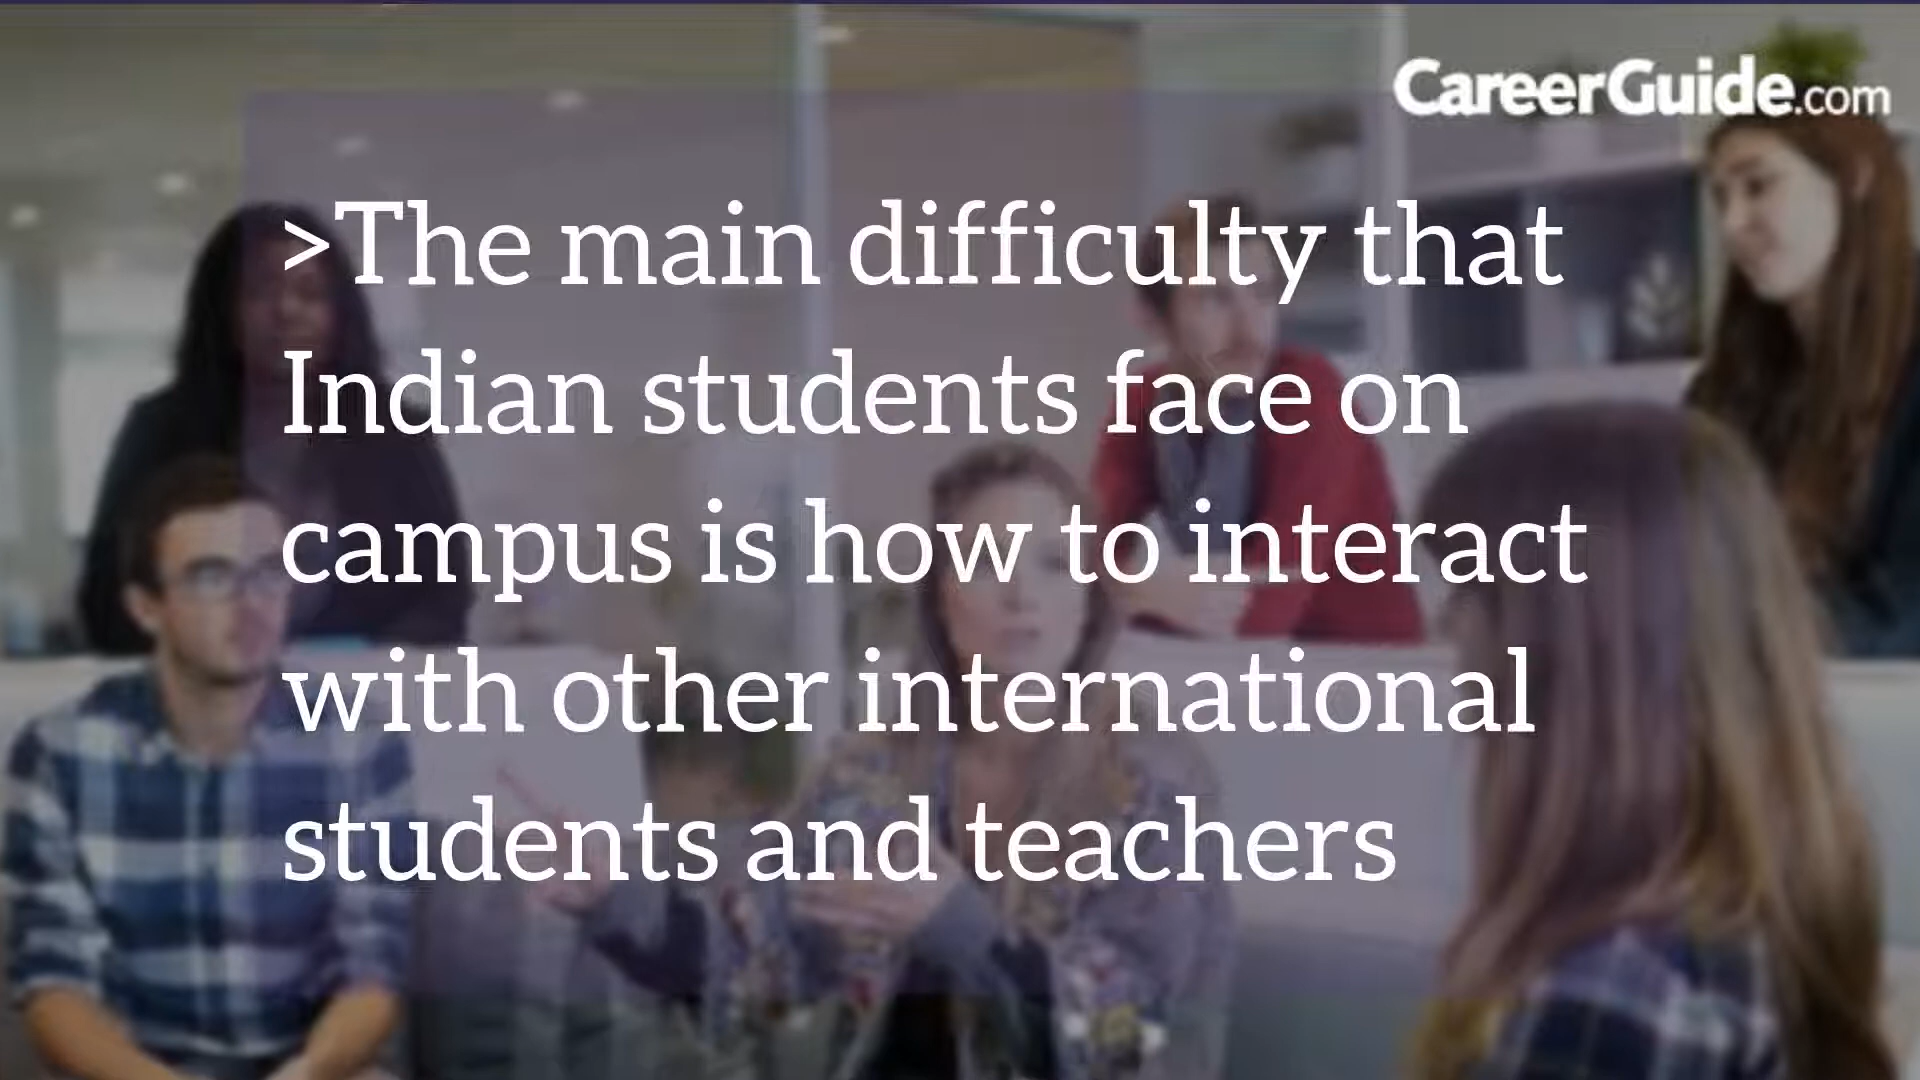 CareerGuide.com
>The main difficulty that
Indian students face on
campus is how to interact
with other international
students and teachers